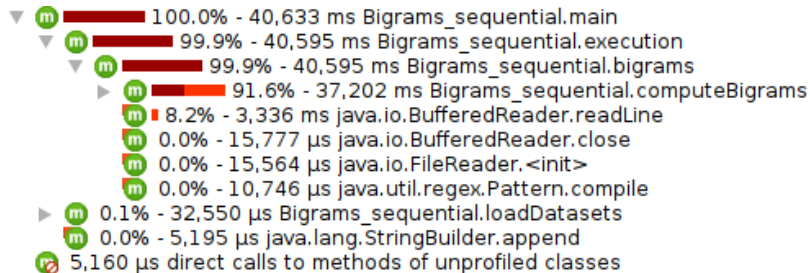 m 100.0% - 40,633 ms Bigrams_sequential.main
m 99.9% - 40,595 ms Bigrams_sequential.execution
m 99.9% - 40,595 ms Bigrams_sequential.bigrams
m 91.6% - 37,202 ms Bigrams_sequential.computeBigrams
m 8.2% - 3,336 ms java.io.BufferedReader.readLine
m 0.0% - 15,777 µs java.io.BufferedReader.close
m 0.0% - 15,564 µs java.io.FileReader.<init>
m 0.0% - 10,746 µs java.util.regex.Pattern.compile
m 0.1% - 32,550 µs Bigrams_sequential.loadDatasets
m 0.0% - 5,195 µs java.lang.StringBuilder.append
m 5,160 µs direct calls to methods of unprofiled classes